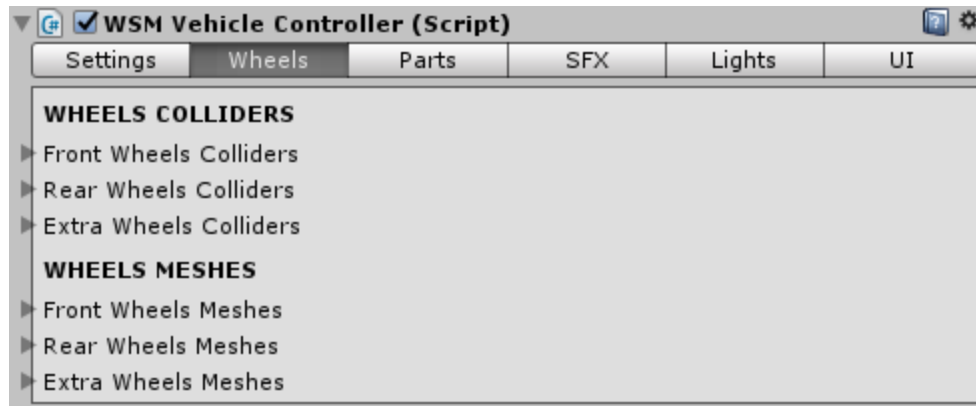 WSM Vehicle Controller (Script)
Settings Wheels Parts SFX Lights UI
WHEELS COLLIDERS
Front Wheels Colliders
Rear Wheels Colliders
Extra Wheels Colliders
WHEELS MESHES
Front Wheels Meshes
Rear Wheels Meshes
Extra Wheels Meshes